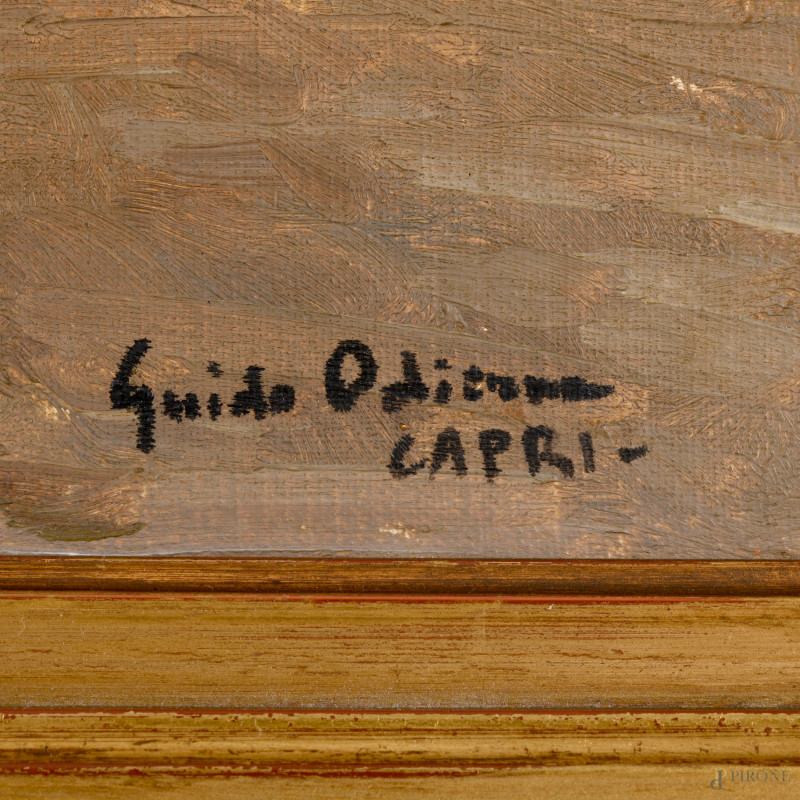 Guido Odierna
CAPRI -
PIRONE